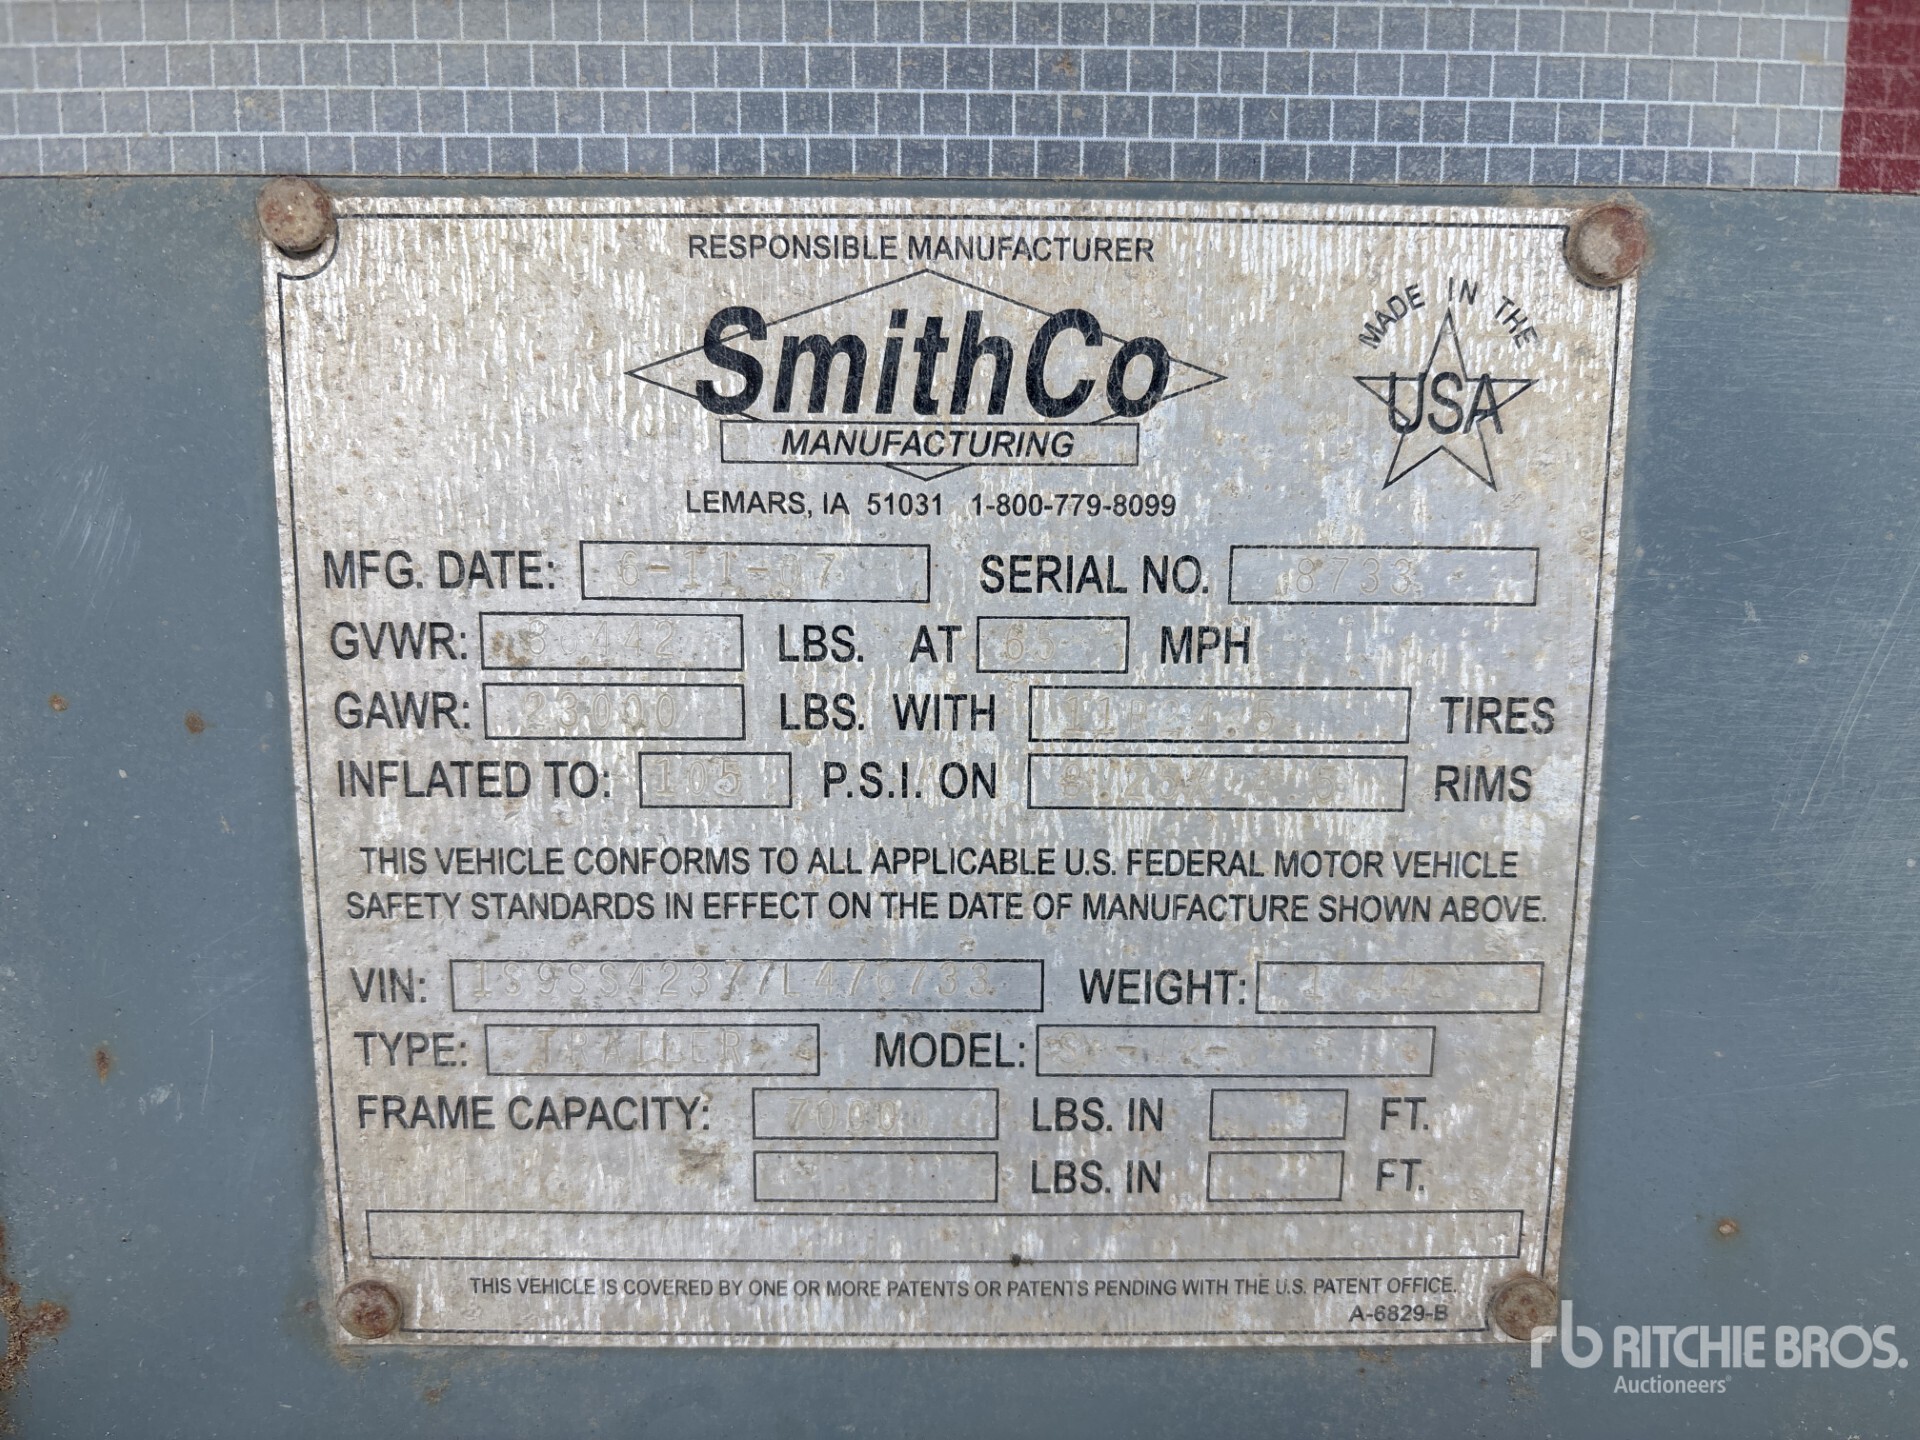 RESPONSIBLE MANUFACTURER
SmithCo
MANUFACTURING
MADE IN THE
USA
LEMARS, IA 51031 1-800-779-8099
MFG. DATE: 6-11-07 SERIAL NO. 8733
GVWR: LBS. AT 65 MPH
GAWR: 23000 LBS. WITH 11R24.5 TIRES
INFLATED TO: 105 P.S.I. ON RIMS
THIS VEHICLE CONFORMS TO ALL APPLICABLE U.S. FEDERAL MOTOR VEHICLE
SAFETY STANDARDS IN EFFECT ON THE DATE OF MANUFACTURE SHOWN ABOVE.
VIN: WEIGHT:
TYPE: TRAILER MODEL:
FRAME CAPACITY: LBS. IN FT.
LBS. IN FT.
THIS VEHICLE IS COVERED BY ONE OR MORE PATENTS OR PATENTS PENDING WITH THE U.S. PATENT OFFICE.
A-6829-B
rb RITCHIE BROS.
Auctioneers